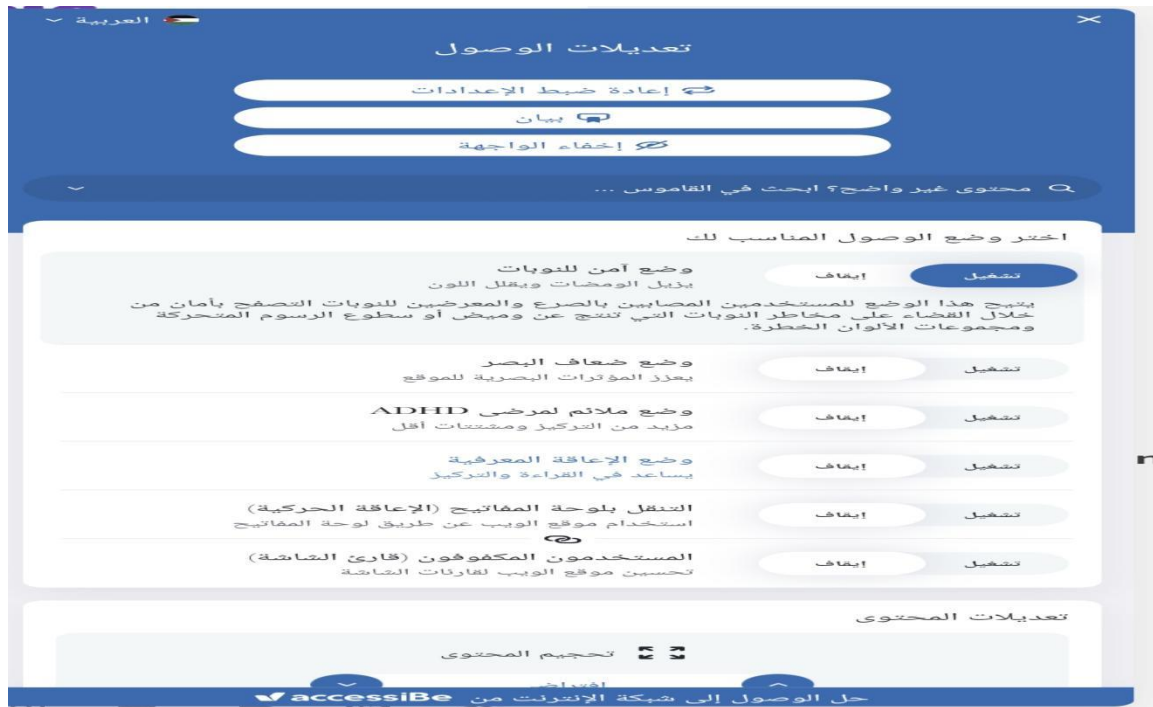 العربية
تعديلات الوصول
إعادة ضبط الإعدادات
بيان
إخفاء الواجهة
محتوى غير واضح؟ ابحث في القاموس ...
اختر وضع الوصول المناسب لك
تشغيل إيقاف وضع آمن للنوبات
يزيل الومضات ويقلل اللون
يتيح هذا الوضع للمستخدمين المصابين بالصرع والمعرضين للنوبات التصفح بأمان من
خلال القضاء على مخاطر النوبات التي تنتج عن وميض أو سطوع الرسوم المتحركة
ومجموعات الألوان الخطرة.
تشغيل إيقاف وضع ضعاف البصر
يعزز المؤثرات البصرية للموقع
تشغيل إيقاف وضع ملائم لمرضى ADHD
مزيد من التركيز ومشتتات أقل
تشغيل إيقاف وضع الإعاقة المعرفية
يساعد في القراءة والتركيز
تشغيل إيقاف التنقل بلوحة المفاتيح (الإعاقة الحركية)
استخدام موقع الويب عن طريق لوحة المفاتيح
تشغيل إيقاف المستخدمون المكفوفون (قارئ الشاشة)
تحسين موقع الويب لقارئات الشاشة
تعديلات المحتوى
تحجيم المحتوى
حل الوصول إلى شبكة الإنترنت من accessiBe